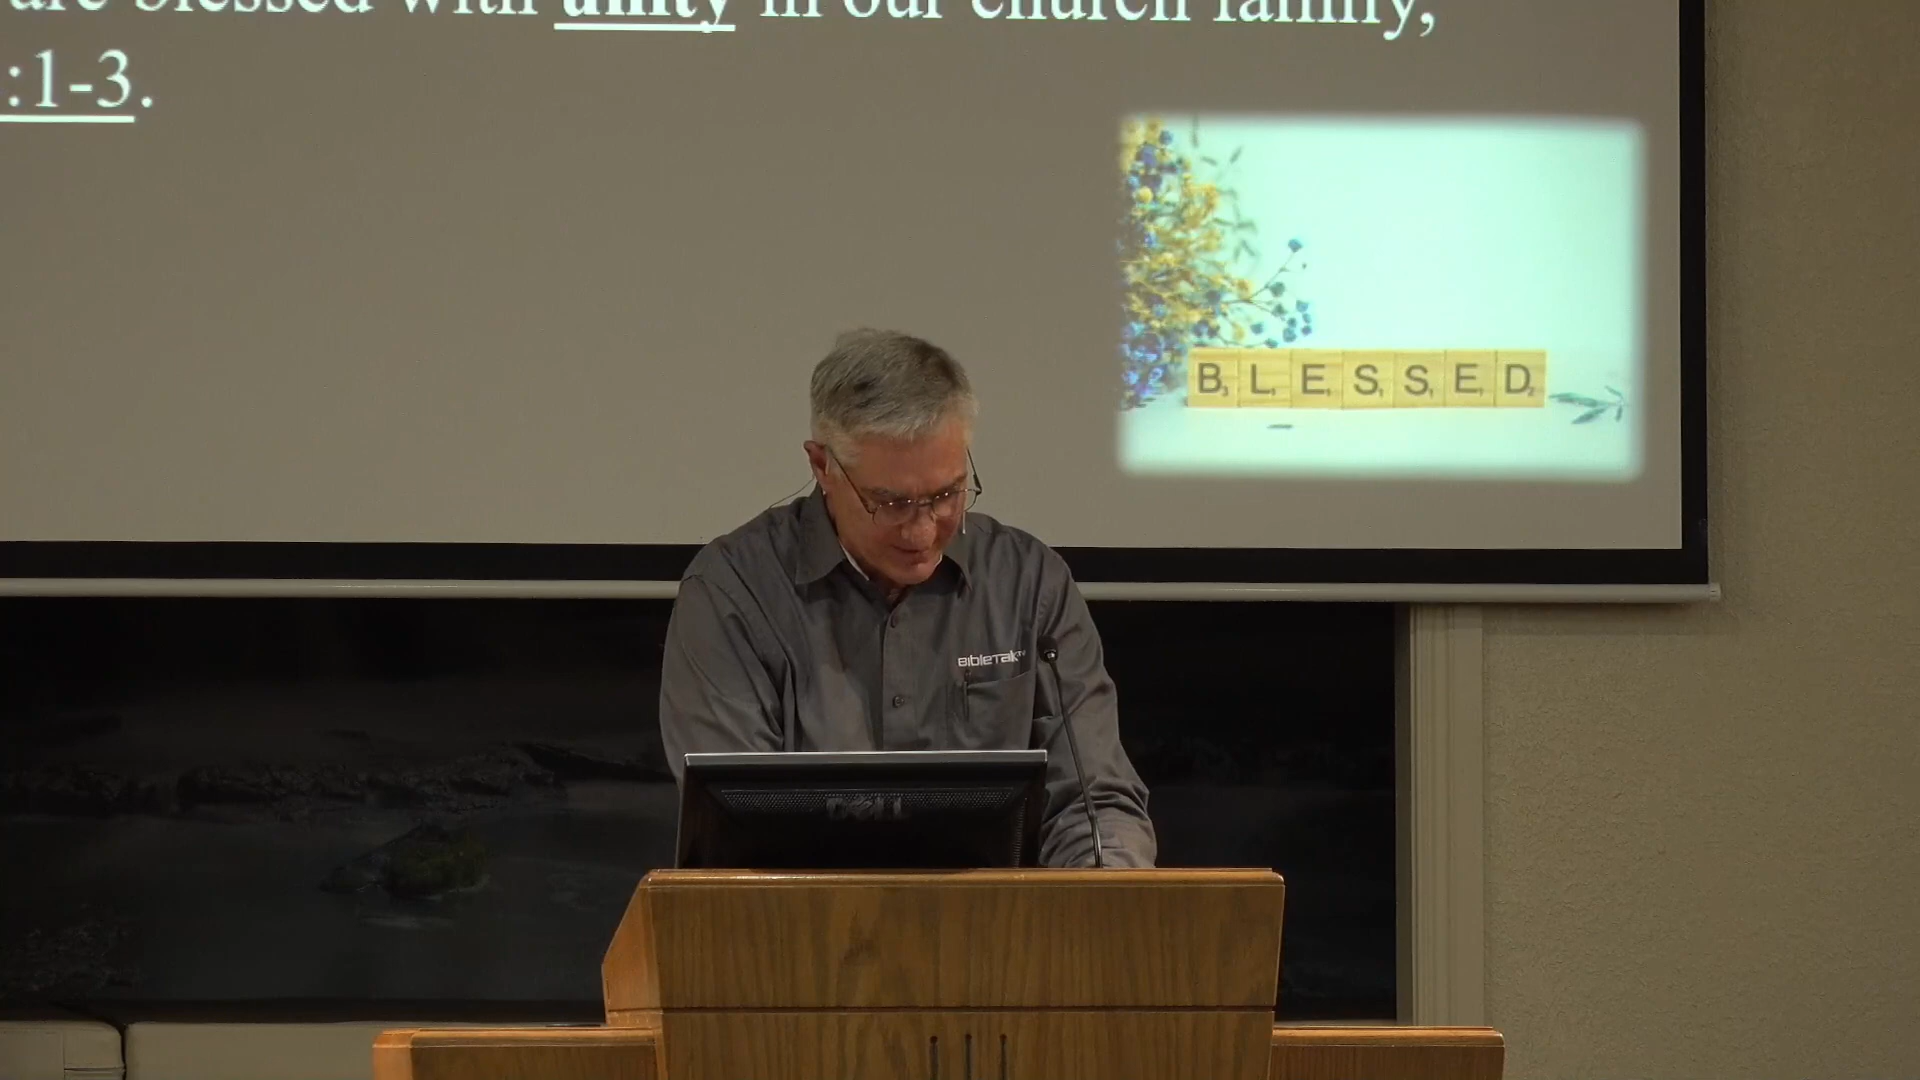 are blessed with unity in our church family,
:1-3.
BLESSED
BibleTalk
DELL